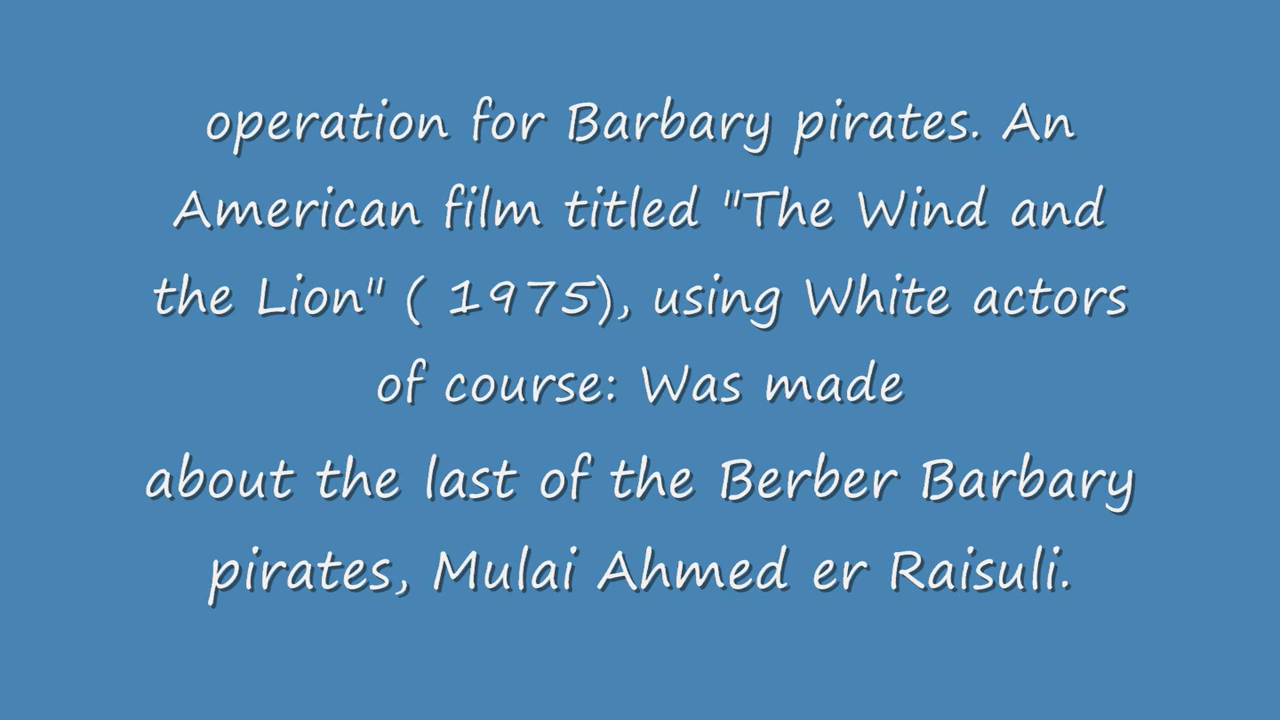 operation for Barbary pirates. An
American film titled "The Wind and
the Lion" ( 1975), using White actors
of course: Was made
about the last of the Berber Barbary
pirates, Mulai Ahmed er Raisuli.